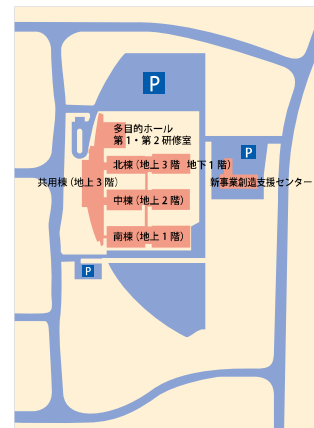 P
多目的ホール
第1・第2研修室
P
北棟(地上3階 地下1階)
共用棟(地上3階)
新事業創造支援センター
中棟(地上2階)
南棟(地上1階)
P